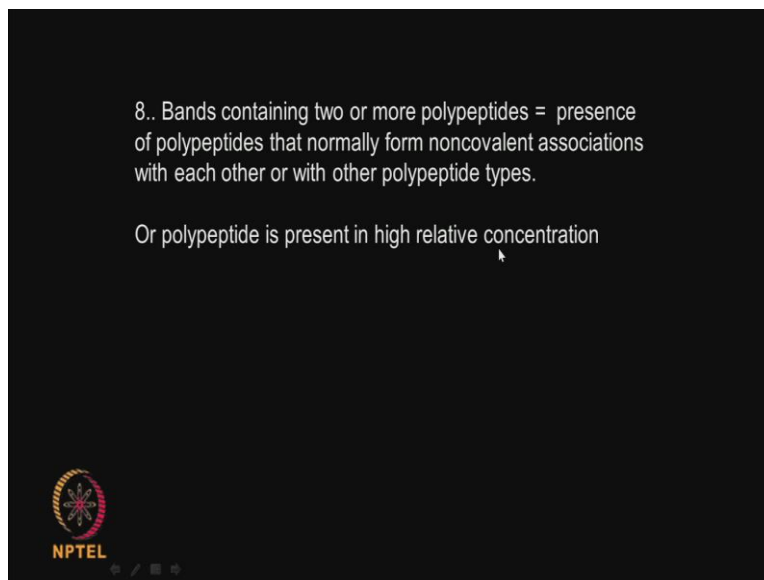 8.. Bands containing two or more polypeptides = presence
of polypeptides that normally form noncovalent associations
with each other or with other polypeptide types.
Or polypeptide is present in high relative concentration
NPTEL